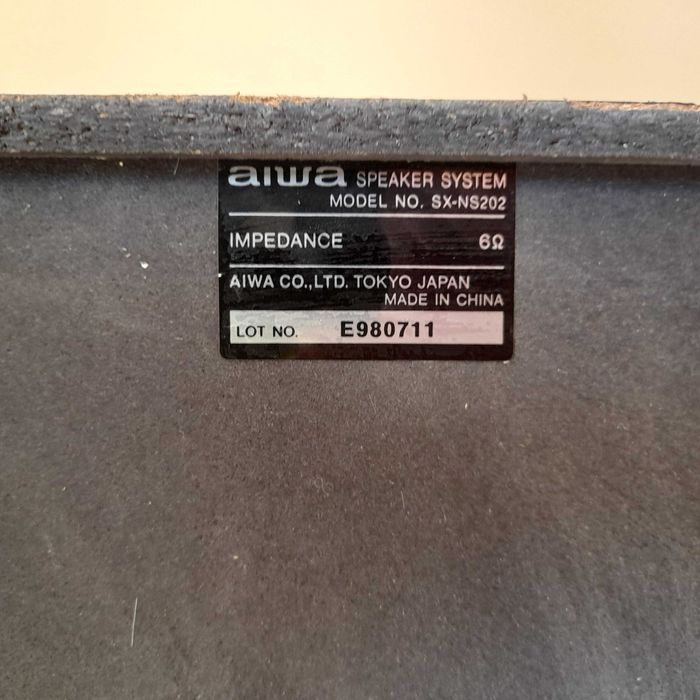 aiwa SPEAKER SYSTEM
MODEL NO. SX-NS202
IMPEDANCE 6Ω
AIWA CO.,LTD. TOKYO JAPAN
MADE IN CHINA
LOT NO. E980711